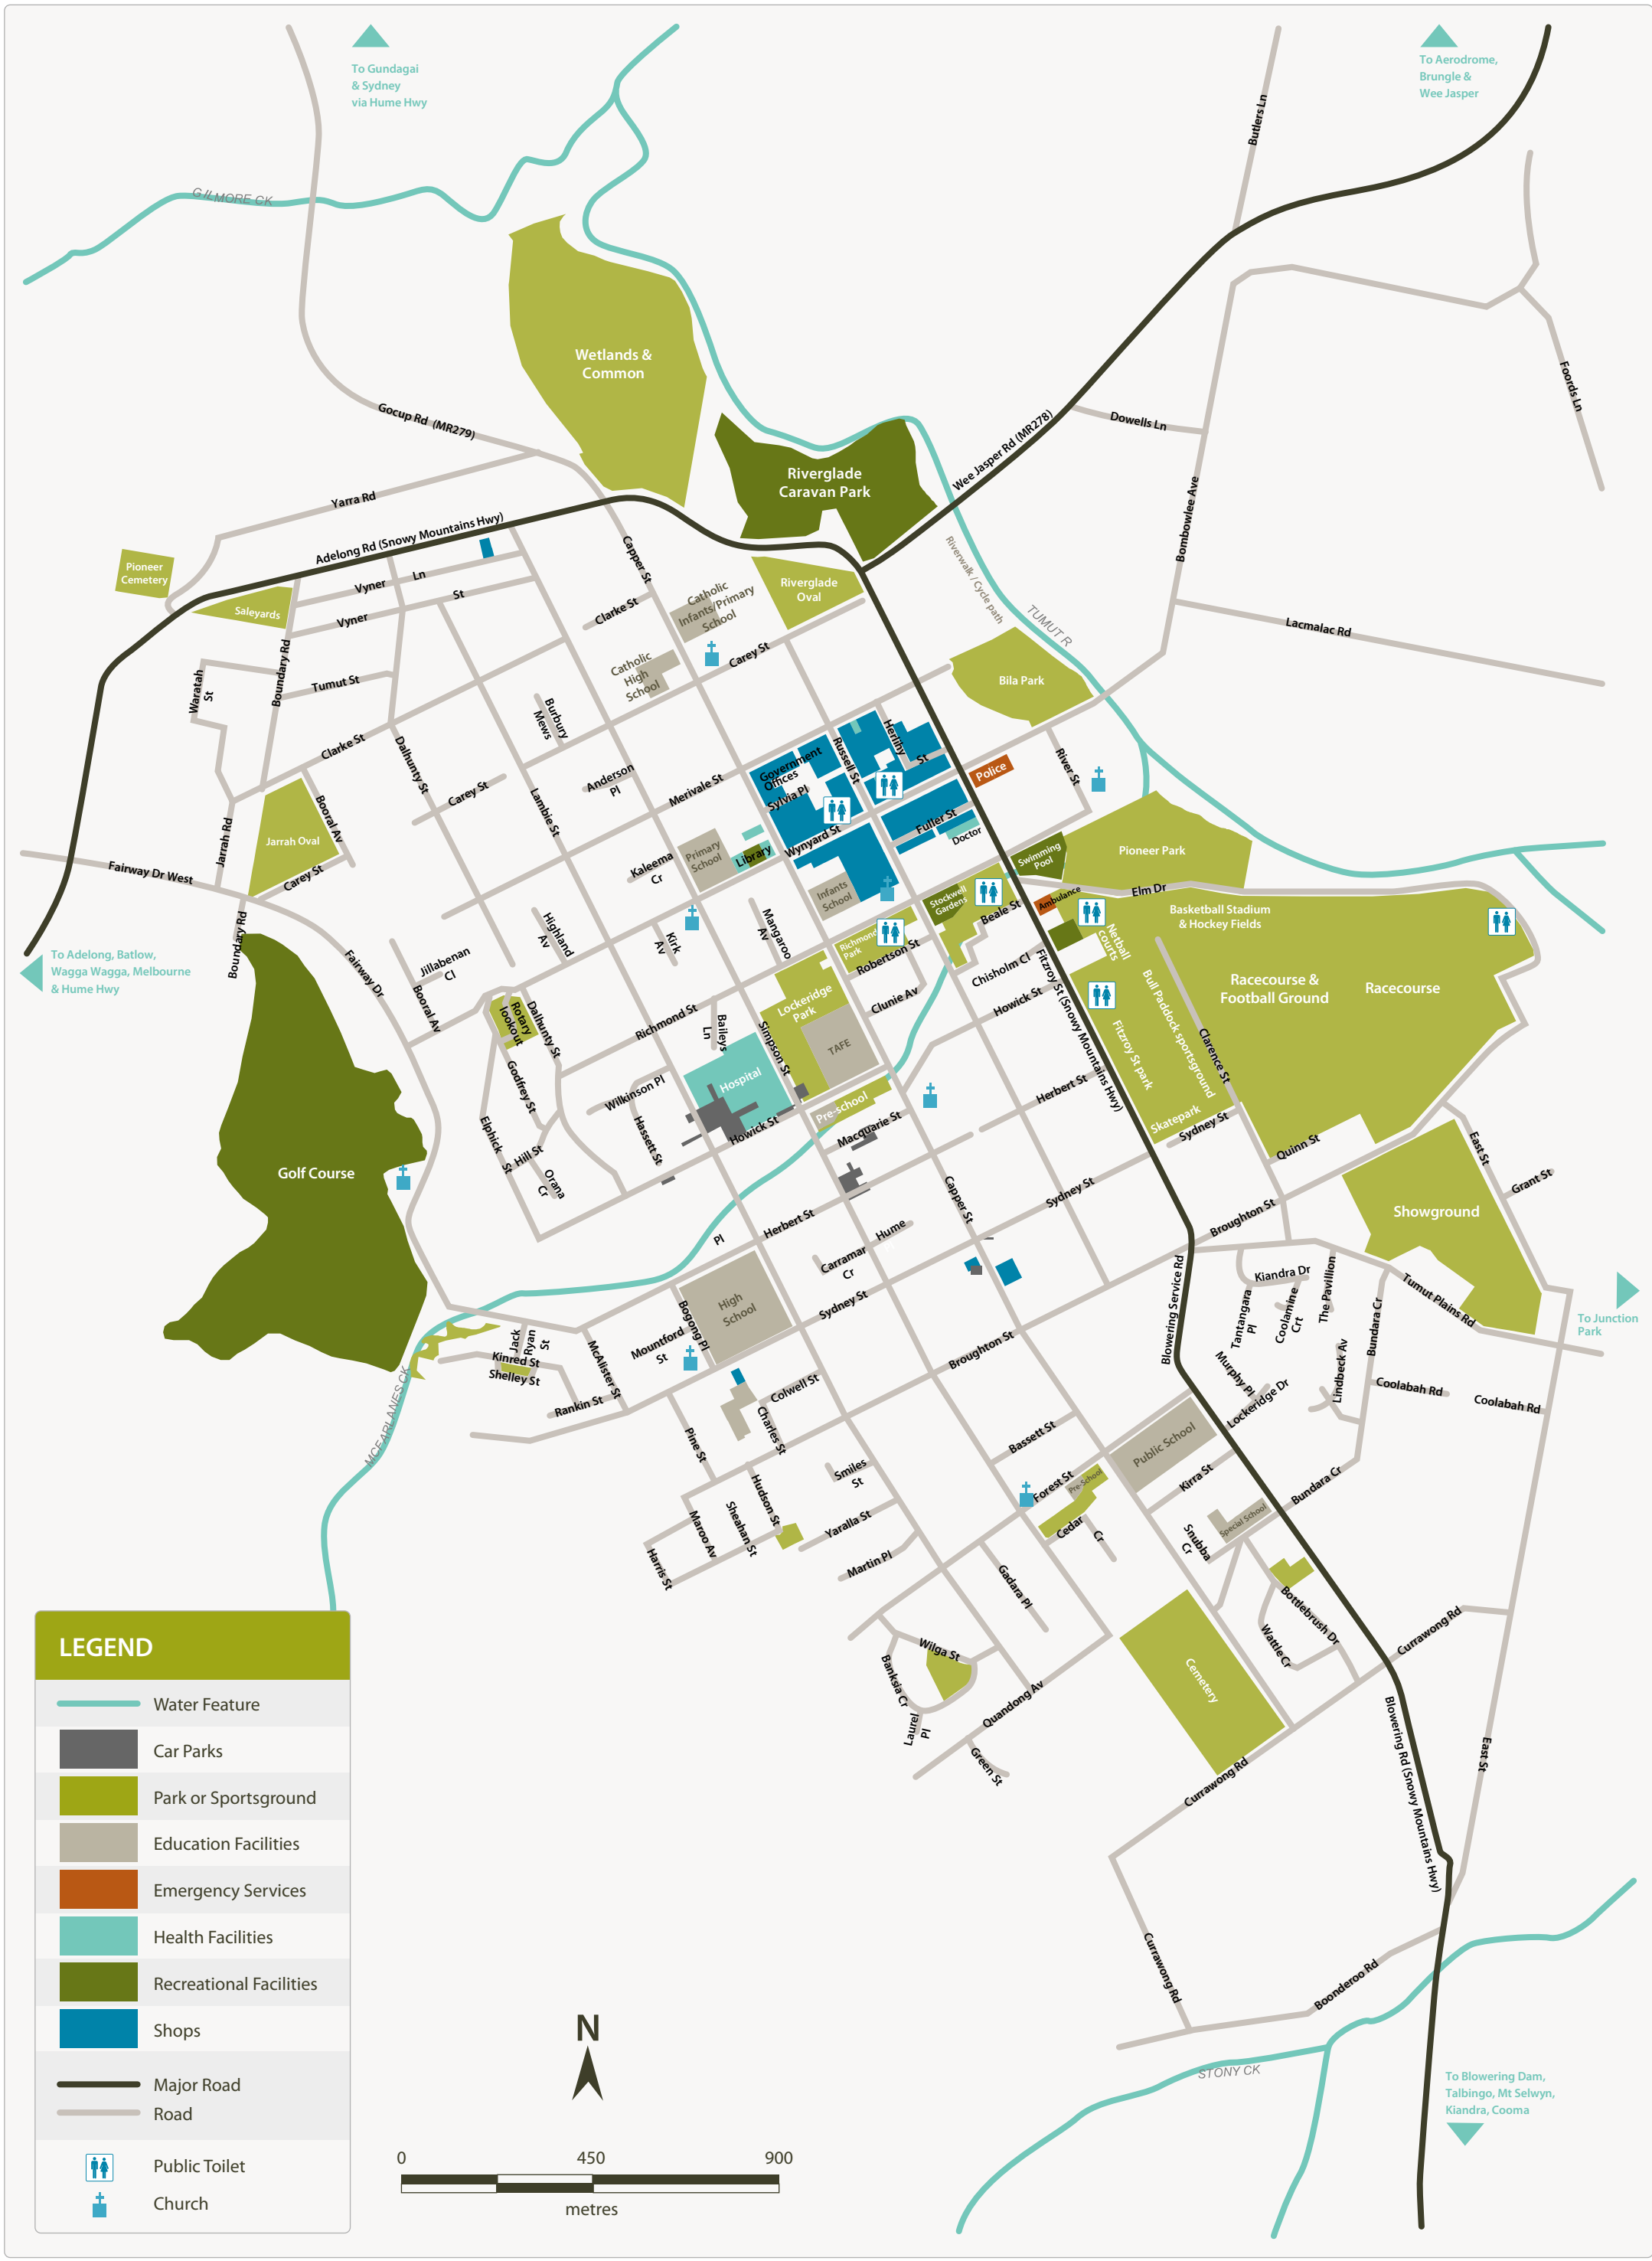 To Gundagai
& Sydney
via Hume Hwy
To Aerodrome,
Brungle &
Wee Jasper
Butlers Ln
GILMORE CK
Wetlands &
Common
Foords Ln
Gocup Rd (MR279)
Dowells Ln
Wee Jasper Rd (MR278)
Riverglade
Caravan Park
Yarra Rd
Bombowlee Ave
Adelong Rd (Snowy Mountains Hwy)
Capper St
Riverwalk / Cycle path
Pioneer
Cemetery
Vyner
Ln
Catholic
Infants/Primary
School
Riverglade
Oval
Saleyards
Vyner
St
Clarke St
TUMUT R
Lacmalac Rd
Boundary Rd
Carey St
Catholic
High
School
Bila Park
Waratah
St
Tumut St
Burbury
Mews
Clarke St
Dalhunty St
Herlihy
St
Russell St
Government
Offices
Police
River St
Anderson
Pl
Merivale St
Sylvia Pl
Carey St
Lambie St
Booral Av
Jarrah Rd
Jarrah Oval
Fuller St
Doctor
Wynyard St
Swimming
Pool
Pioneer Park
Primary
School
Library
Kaleema
Cr
Fairway Dr West
Carey St
Infants
School
Stockwell
Gardens
Ambulance
Elm Dr
Beale St
Basketball Stadium
& Hockey Fields
Boundary Rd
Highland
Av
Kirk
Av
Mangaroo
Av
Richmond
Park
Robertson St
Netball
courts
To Adelong, Batlow,
Wagga Wagga, Melbourne
& Hume Hwy
Fairway Dr
Jillabenan
Cl
Booral Av
Chisholm Cl
Howick St
Clunie Av
Fitzroy St (Snowy Mountains Hwy)
Bull Paddock sportsground
Racecourse &
Football Ground
Racecourse
Rotary
lookout
Dalhunty St
Richmond St
Baileys
Ln
Lockeridge
Park
Simpson St
TAFE
Fitzroy St park
Clarence St
Hospital
Godfrey St
Wilkinson Pl
Hassett St
Pre-school
Herbert St
Howick St
Macquarie St
Skatepark
Sydney St
Elphick
St
Hill St
Orana
Cr
Golf Course
Quinn St
East St
Grant St
Capper St
Sydney St
Broughton St
Showground
Herbert St
Pl
Hume
Carramar
Cr
High
School
Sydney St
Bogong Pl
Mountford
St
Blowering Service Rd
Kiandra Dr
Tantangara
Pl
Coolamine
Crt
The Pavillion
Bundara Cr
Tumut Plains Rd
To Junction
Park
Jack
Ryan
St
Kinred St
Shelley St
McAlister St
Rankin St
Broughton St
MCFARLANES CK
Colwell St
Charles St
Pine St
Murphy Pl
Lockeridge Dr
Lindbeck Av
Coolabah Rd
Coolabah Rd
Bassett St
Public School
Smiles
St
Forest St
Pre-School
Kirra St
Bundara Cr
Hudson St
Sheahan St
Maroo Av
Harris St
Yaralla St
Martin Pl
Cedar
Cr
Snubba
Cr
Special School
Gadara Pl
Bottlebrush Dr
Wattle Cr
Currawong Rd
Wilga St
Banksia Cr
Laurel
Pl
Quandong Av
Green St
Cemetery
Currawong Rd
Blowering Rd (Snowy Mountains Hwy)
East St
Currawong Rd
Boonderoo Rd
STONY CK
To Blowering Dam,
Talbingo, Mt Selwyn,
Kiandra, Cooma
LEGEND
Water Feature
Car Parks
Park or Sportsground
Education Facilities
Emergency Services
Health Facilities
Recreational Facilities
Shops
Major Road
Road
Public Toilet
Church
N
0 450 900
metres